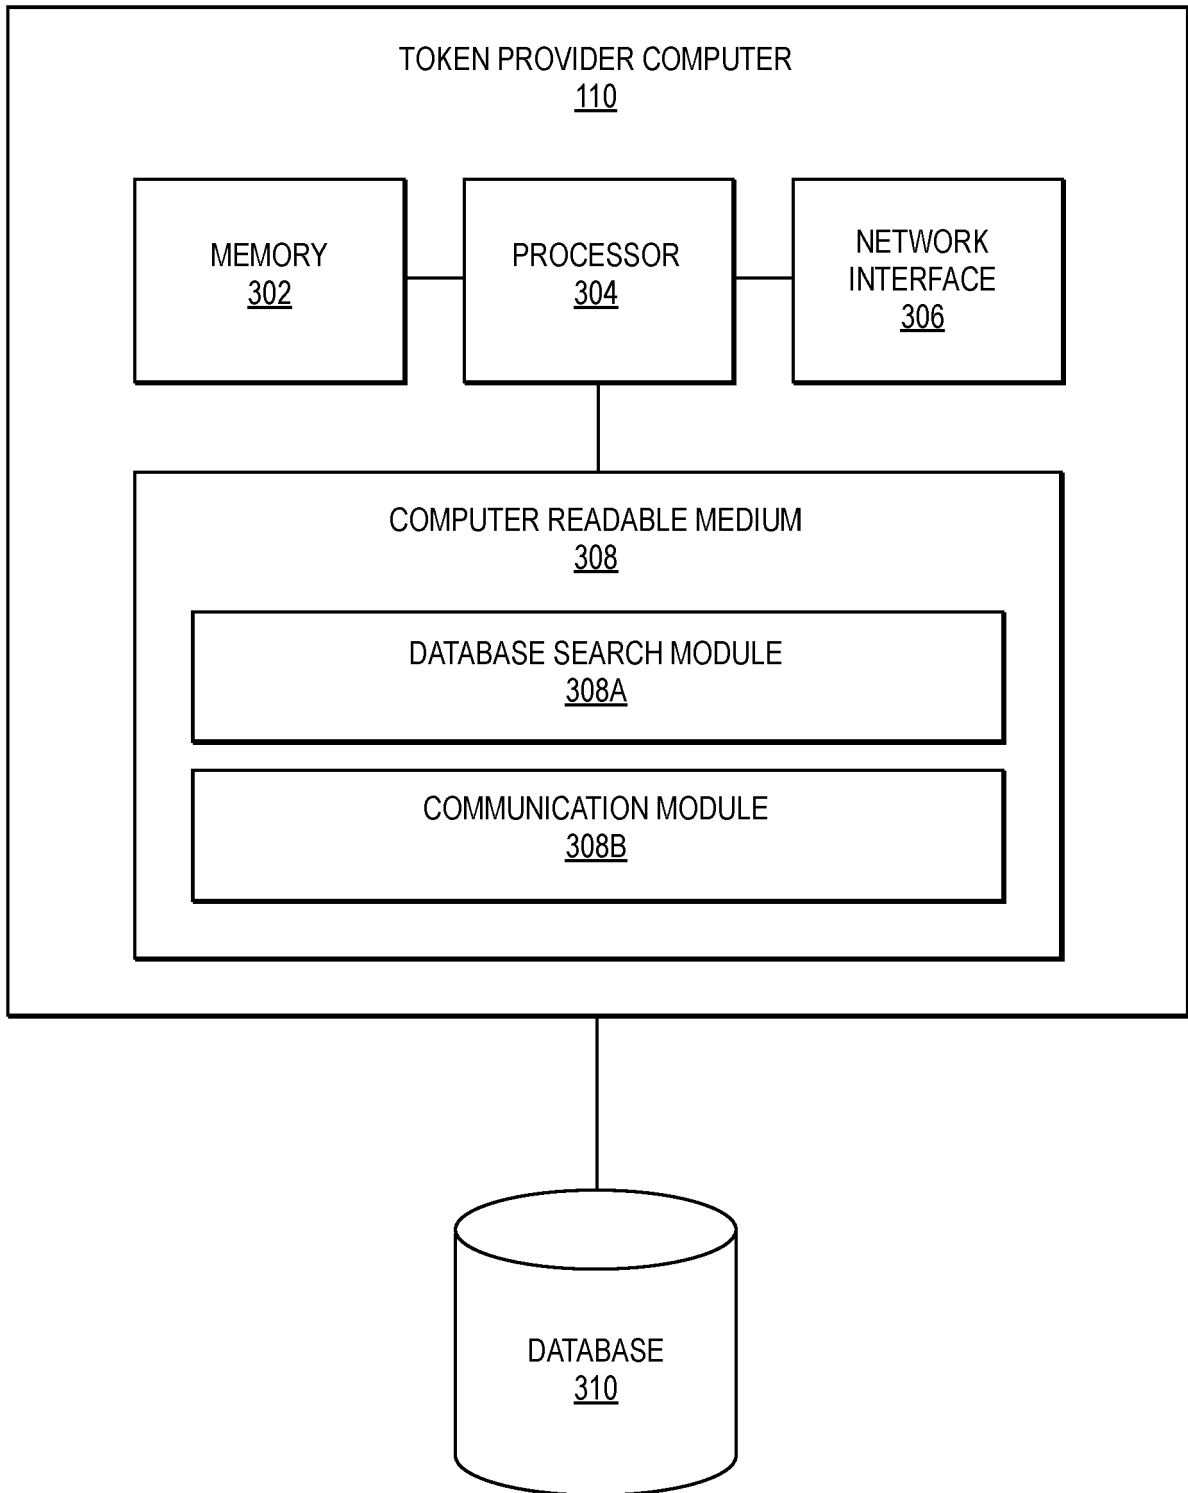 TOKEN PROVIDER COMPUTER
110
MEMORY
302
PROCESSOR
304
NETWORK
INTERFACE
306
COMPUTER READABLE MEDIUM
308
DATABASE SEARCH MODULE
308A
COMMUNICATION MODULE
308B
DATABASE
310